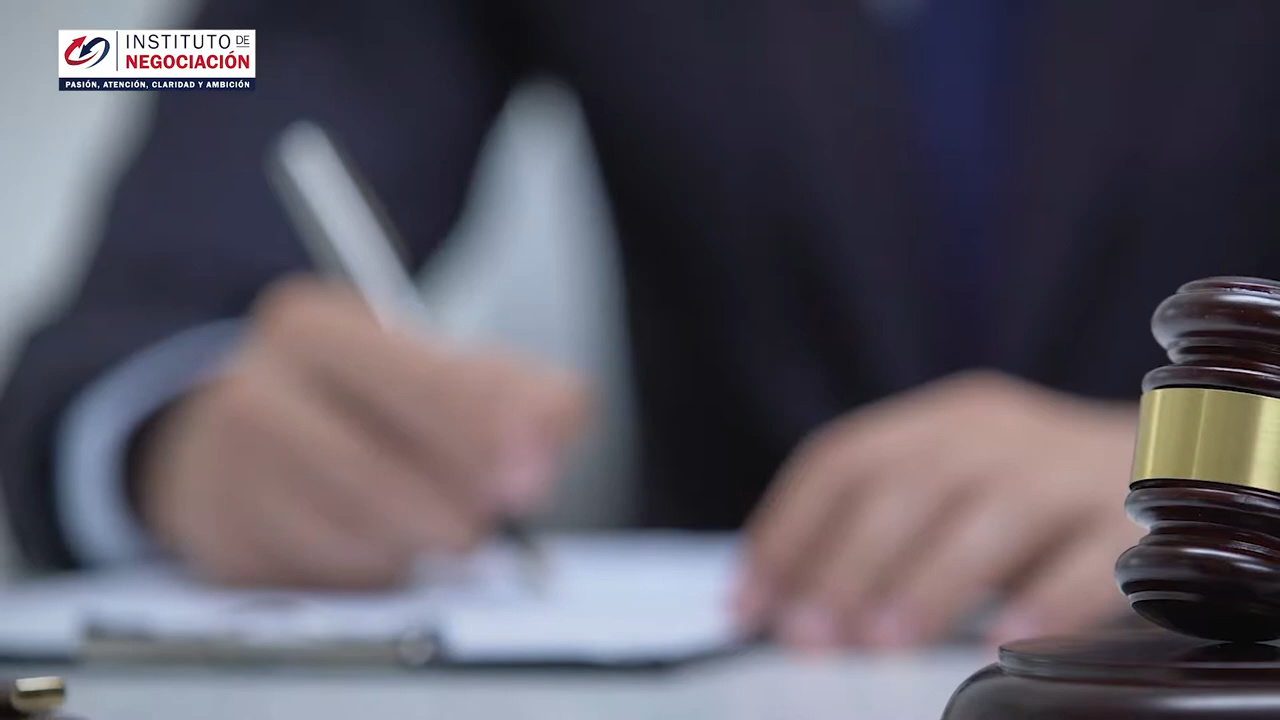 INSTITUTO DE
NEGOCIACIÓN
PASIÓN, ATENCIÓN, CLARIDAD Y AMBICIÓN